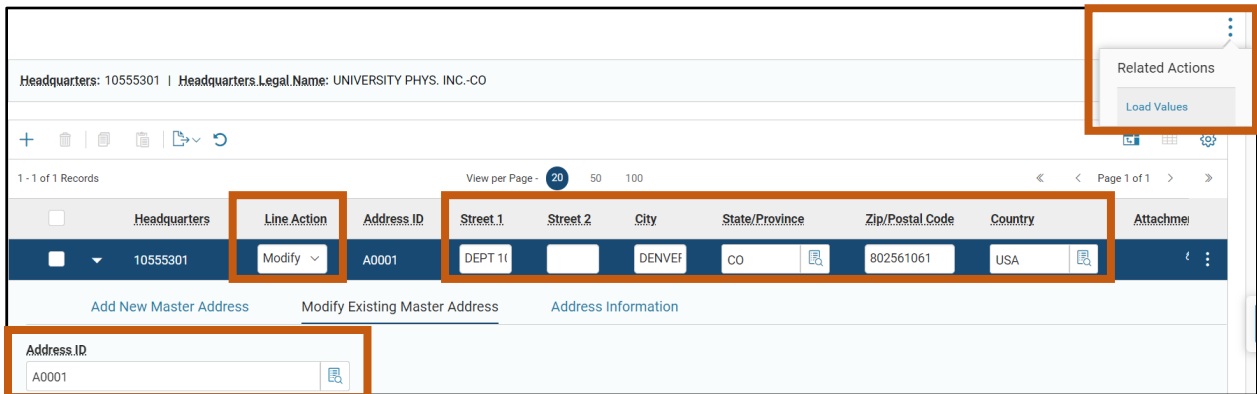 Related Actions
Load Values
Headquarters: 10555301 | Headquarters Legal Name: UNIVERSITY PHYS. INC.-CO
1 - 1 of 1 Records View per Page - 20 50 100 Page 1 of 1
Headquarters Line Action Address ID Street 1 Street 2 City State/Province Zip/Postal Code Country
10555301 Modify A0001 DEPT CO 802561061 USA
Add New Master Address Modify Existing Master Address Address Information
Address ID
A0001